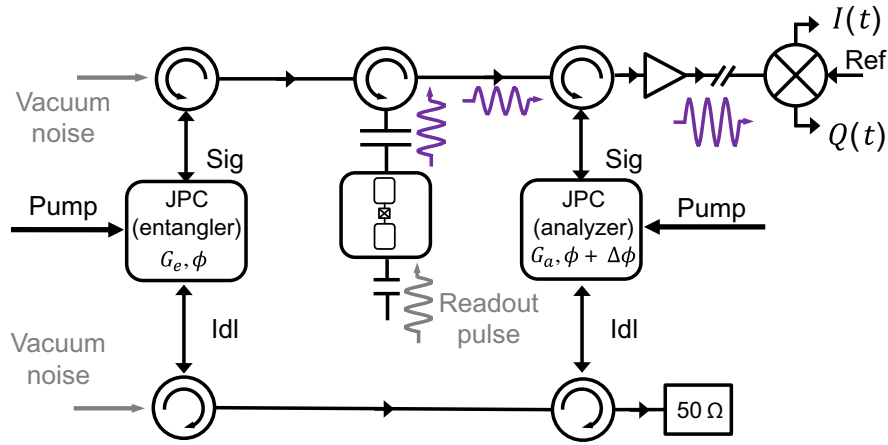 I(t)
Ref
Q(t)
Vacuum
noise
Sig
Sig
Pump
JPC
(entangler)
G_e, ϕ
JPC
(analyzer)
G_a, ϕ + Δϕ
Pump
Readout
pulse
Idl
Idl
Vacuum
noise
50 Ω